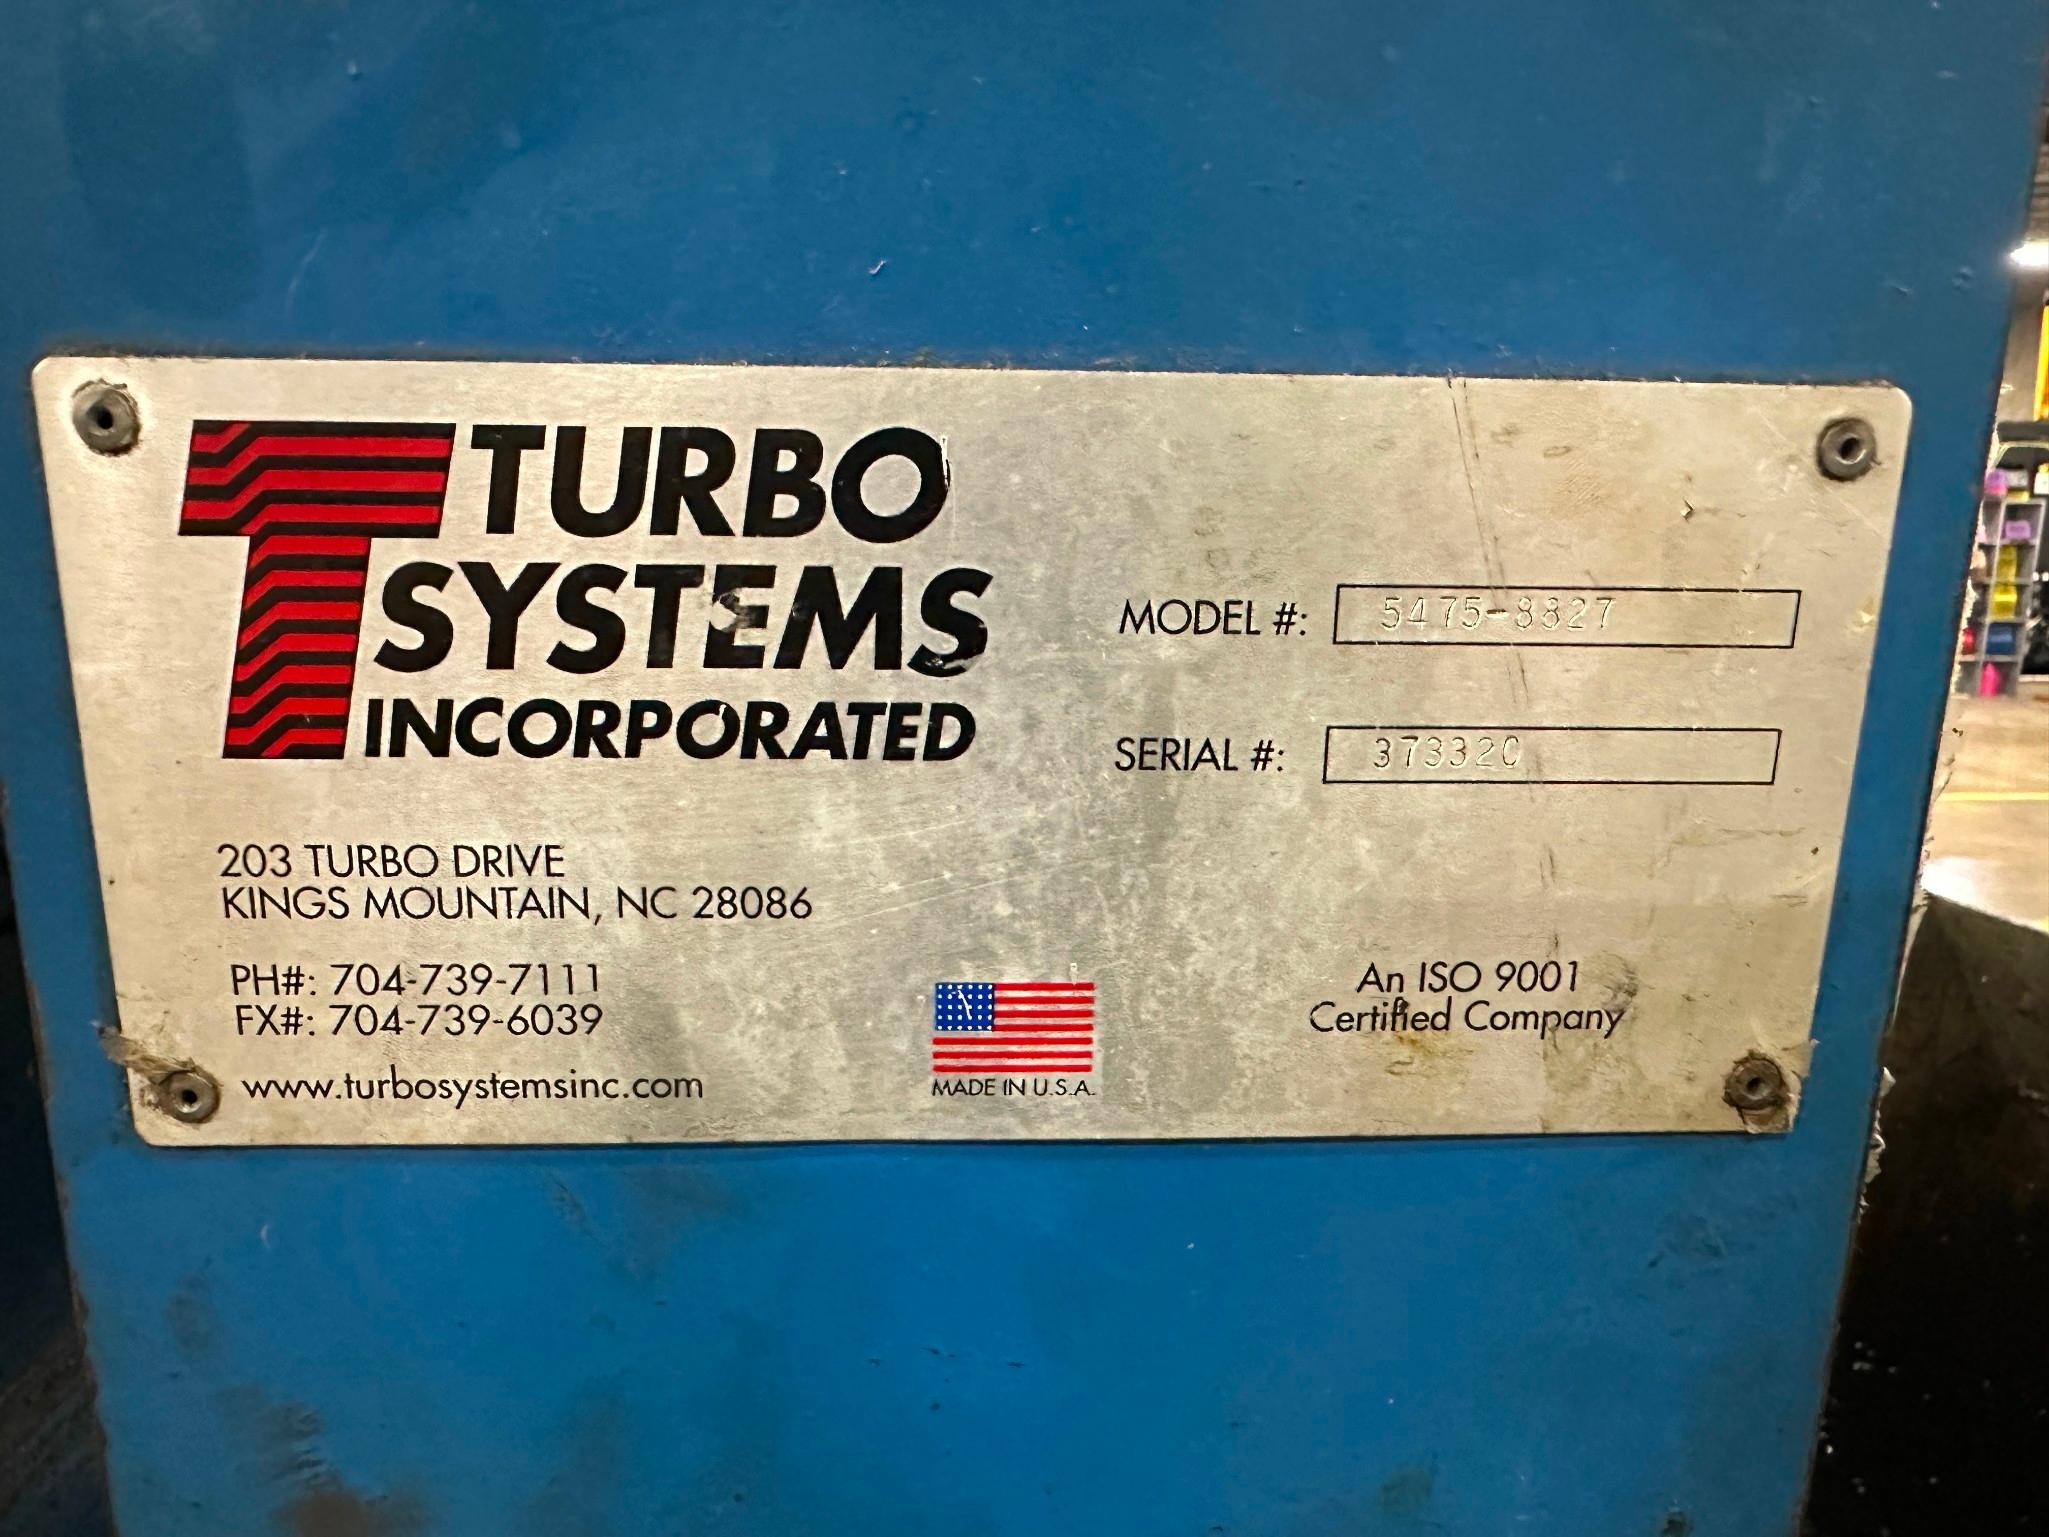 TURBO
SYSTEMS
INCORPORATED
MODEL #: 5475-8827
SERIAL #: 37332C
203 TURBO DRIVE
KINGS MOUNTAIN, NC 28086
PH#: 704-739-7111
FX#: 704-739-6039
www.turbosystemsinc.com
MADE IN U.S.A.
An ISO 9001
Certified Company